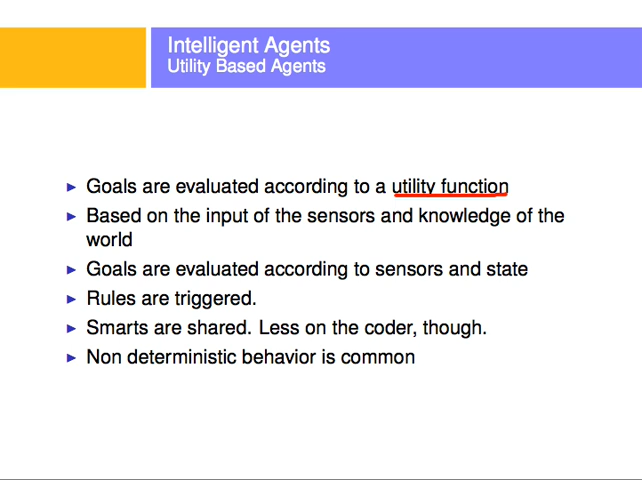 Intelligent Agents
Utility Based Agents
Goals are evaluated according to a utility function
Based on the input of the sensors and knowledge of the
world
Goals are evaluated according to sensors and state
Rules are triggered.
Smarts are shared. Less on the coder, though.
Non deterministic behavior is common